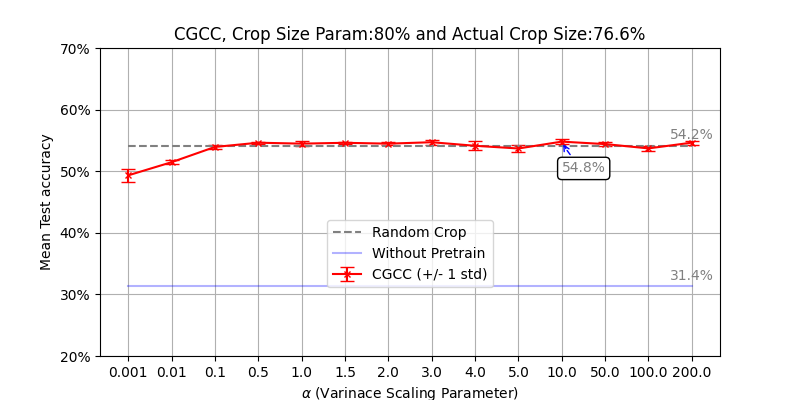 CGCC, Crop Size Param:80% and Actual Crop Size:76.6%
70%
60%
50%
40%
30%
20%
Mean Test accuracy
54.2%
54.8%
31.4%
Random Crop
Without Pretrain
CGCC (+/- 1 std)
0.001 0.01 0.1 0.5 1.0 1.5 2.0 3.0 4.0 5.0 10.0 50.0 100.0 200.0
α (Varinace Scaling Parameter)